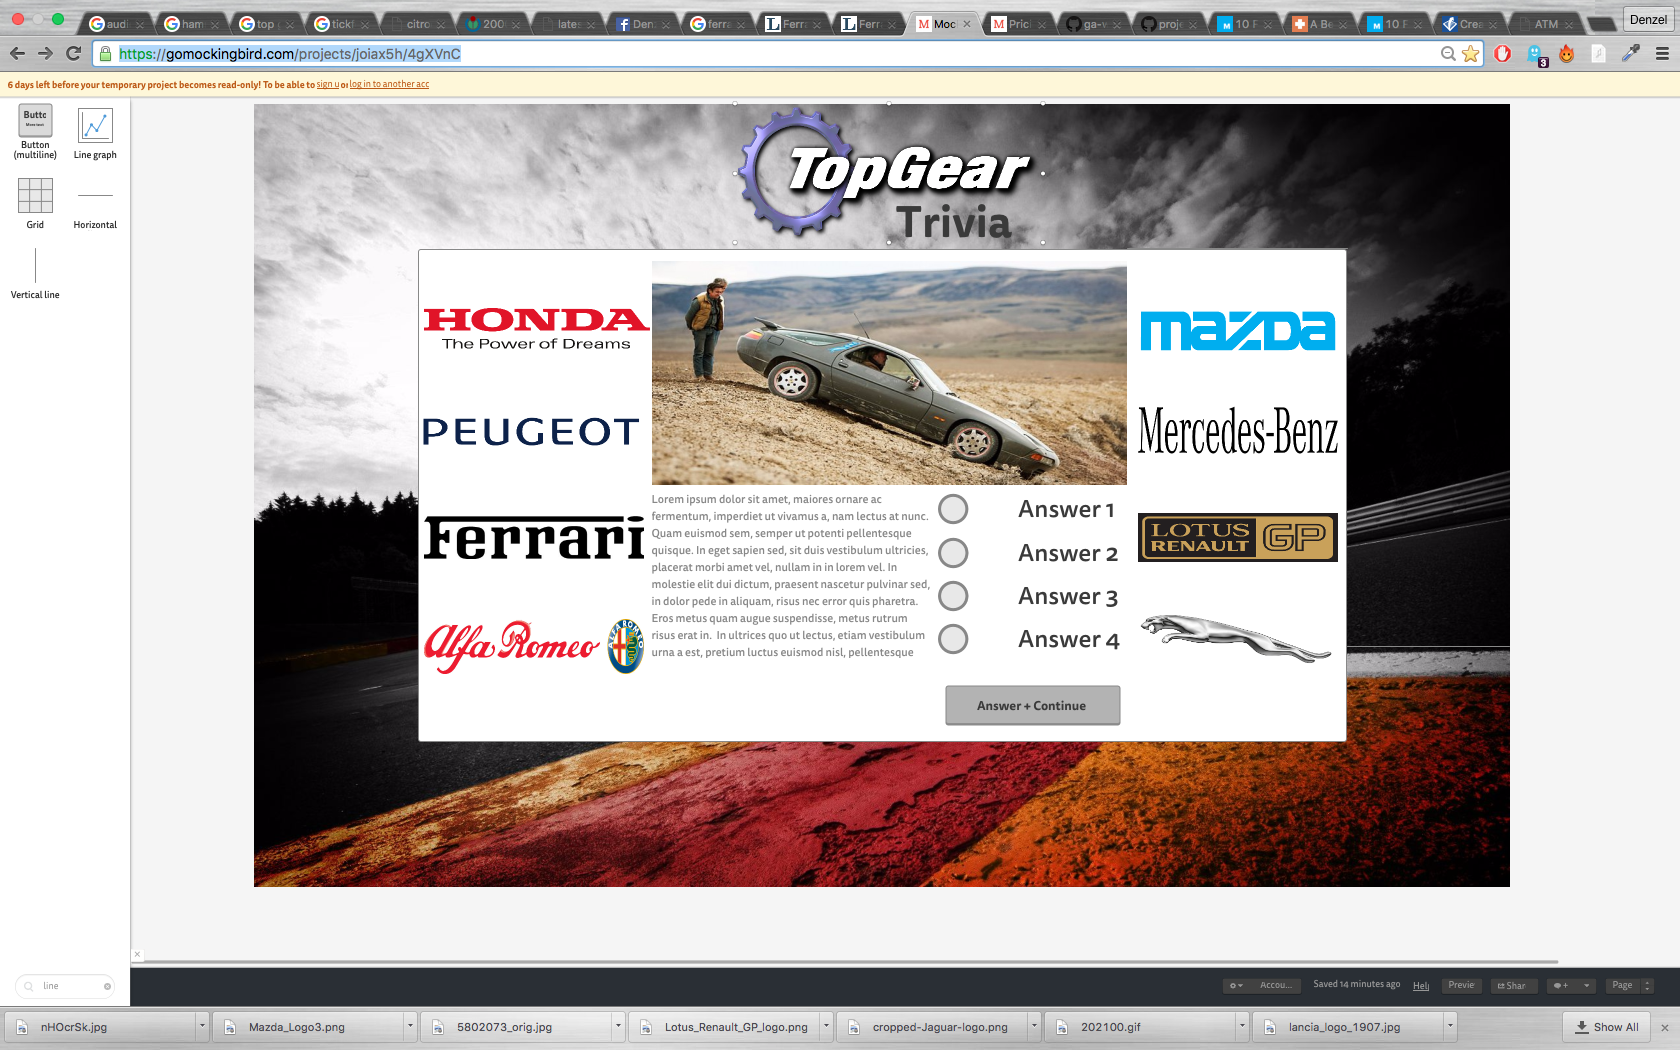 audi
ham
top
tickf
citro
200
lates
Den
ferra
Ferra
Ferr
Moc
Pric
ga-w
proje
10 F
A Be
10 F
Crea
ATM
Denzel
https://gomockingbird.com/projects/joiax5h/4gXVnC
3
6 days left before your temporary project becomes read-only! To be able to sign u or log in to another acc
Button
(multiline)
Line graph
Grid
Horizontal
Vertical line
TopGear
Trivia
HONDA
The Power of Dreams
PEUGEOT
Ferrari
Alfa Romeo
ALFA ROMEO
mazda
Mercedes-Benz
LOTUS
RENAULT
GP
Lorem ipsum dolor sit amet, maiores ornare ac
fermentum, imperdiet ut vivamus a, nam lectus at nunc.
Quam euismod sem, semper ut potenti pellentesque
quisque. In eget sapien sed, sit duis vestibulum ultricies,
placerat morbi amet vel, nullam in in lorem vel. In
molestie elit dui dictum, praesent nascetur pulvinar sed,
in dolor pede in aliquam, risus nec error quis pharetra.
Eros metus quam augue suspendisse, metus rutrum
risus erat in.  In ultrices quo ut lectus, etiam vestibulum
urna a est, pretium luctus euismod nisl, pellentesque
Answer 1
Answer 2
Answer 3
Answer 4
Answer + Continue
line
Accou...
Saved 14 minutes ago
Hel
Previe
Shar
Page
nHOcrSk.jpg
Mazda_Logo3.png
5802073_orig.jpg
Lotus_Renault_GP_logo.png
cropped-Jaguar-logo.png
202100.gif
lancia_logo_1907.jpg
Show All